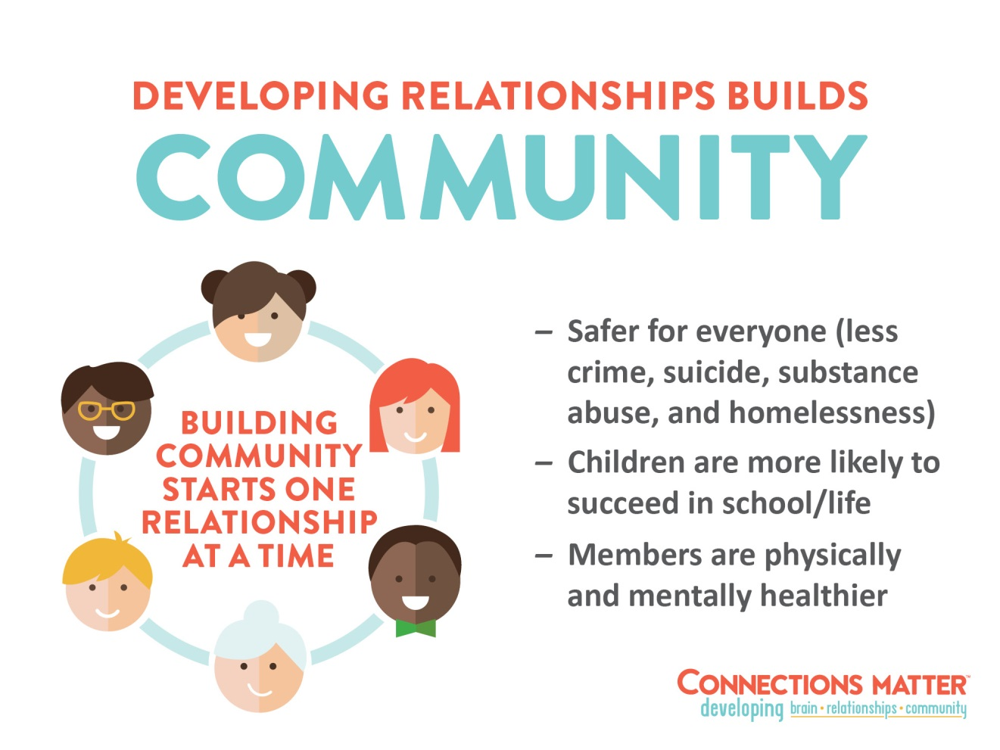 DEVELOPING RELATIONSHIPS BUILDS
COMMUNITY
BUILDING
COMMUNITY
STARTS ONE
RELATIONSHIP
AT A TIME
– Safer for everyone (less
crime, suicide, substance
abuse, and homelessness)
– Children are more likely to
succeed in school/life
– Members are physically
and mentally healthier
CONNECTIONS MATTER™
developing brain • relationships • community